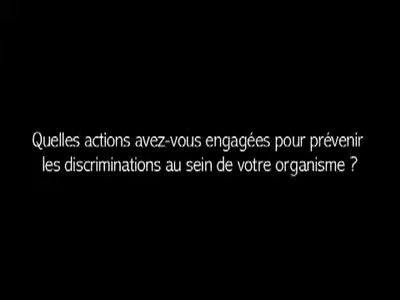 Quelles actions avez-vous engagées pour prévenir
les discriminations au sein de votre organisme ?